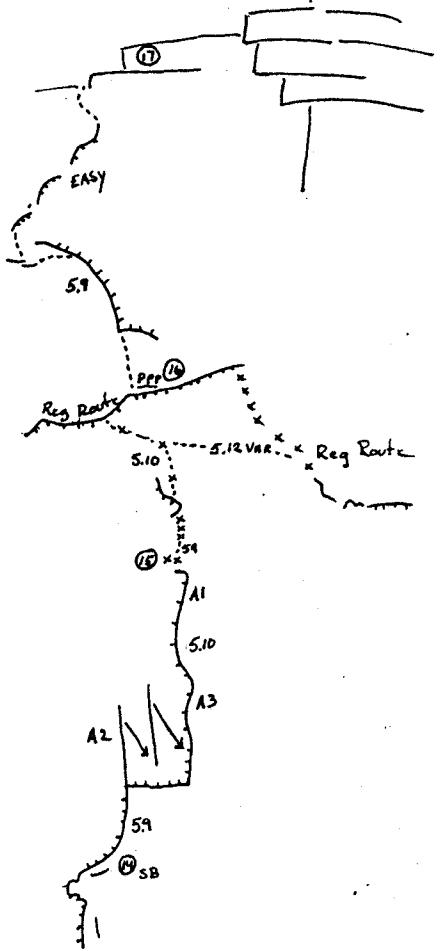 17
EASY
5.9
PPP 16
Reg Route
5.12 VAR. Reg Route
5.10
15
59
A1
5.10
A3
A2
5.9
14 SB